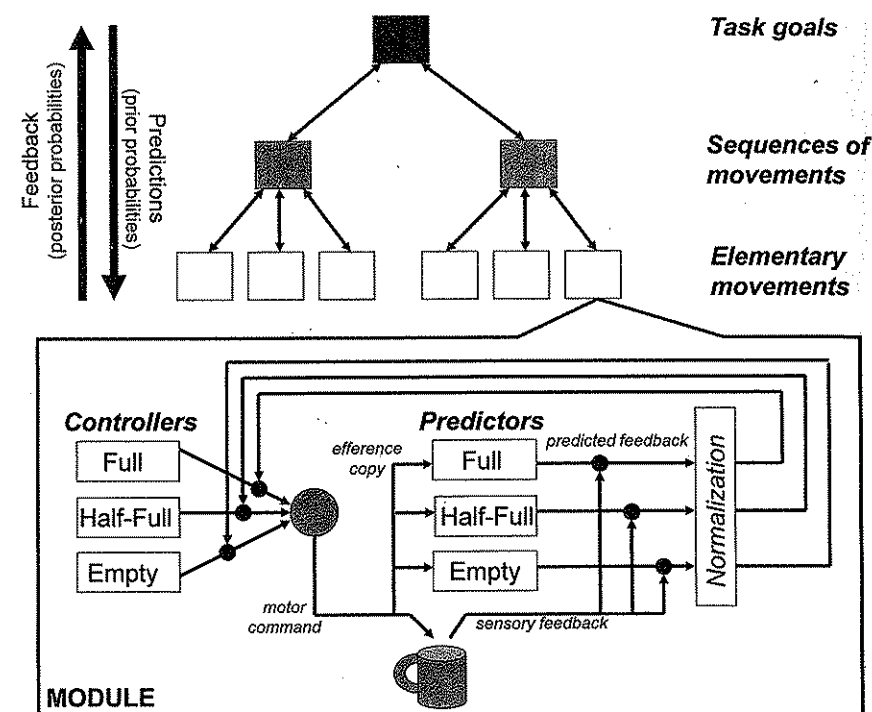 Task goals
Feedback
(posterior probabilities)
Predictions
(prior probabilities)
Sequences of
movements
Elementary
movements
Controllers
Full
Half-Full
Empty
efference
copy
Predictors
Full
Half-Full
Empty
predicted feedback
Normalization
motor
command
sensory feedback
MODULE